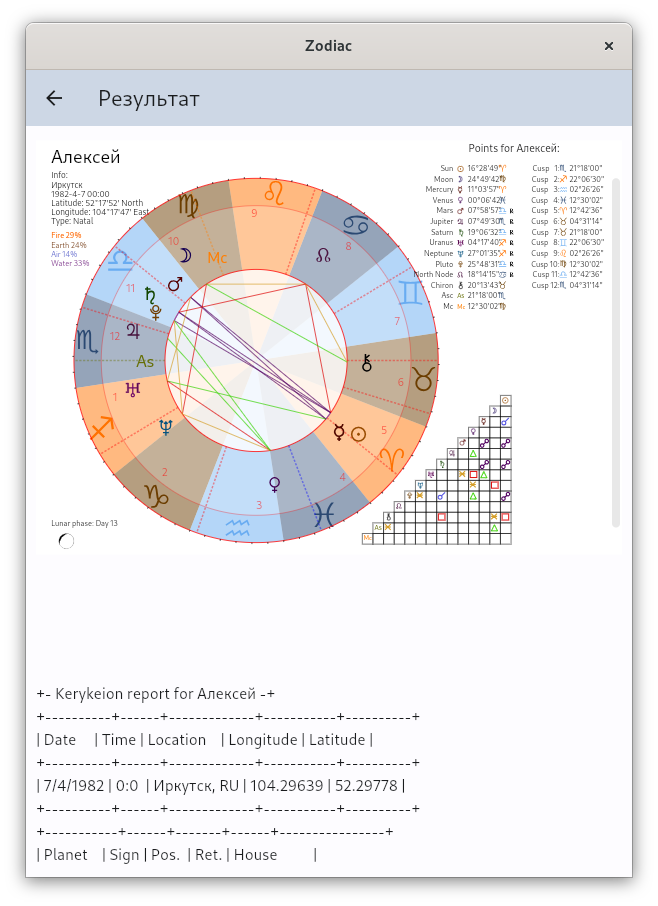 Zodiac
Результат
Алексей
Info:
Иркутск
1982-4-7 00:00
Latitude: 52°17'52' North
Longitude: 104°17'47' East
Type: Natal
Fire 29%
Earth 24%
Air 14%
Water 33%
Points for Алексей:
Sun 16°28'49"
Moon 24°49'42"
Mercury 11°03'57"
Venus 00°06'42"
Mars 07°58'57" R
Jupiter 07°49'30" R
Saturn 19°06'32" R
Uranus 04°17'40" R
Neptune 27°01'35" R
Pluto 25°48'31" R
North Node 18°14'15" R
Chiron 20°13'43"
Asc As 21°18'00"
Mc Mc 12°30'02"
Cusp 1: 21°18'00"
Cusp 2: 22°06'30"
Cusp 3: 02°26'26"
Cusp 4: 12°30'02"
Cusp 5: 12°42'36"
Cusp 6: 04°31'14"
Cusp 7: 21°18'00"
Cusp 8: 22°06'30"
Cusp 9: 02°26'26"
Cusp 10: 12°30'02"
Cusp 11: 12°42'36"
Cusp 12: 04°31'14"
9
10
Mc
8
11
7
12
As
6
1
5
2
4
3
As
Mc
Lunar phase: Day 13
+- Kerykeion report for Алексей -+
+----------+------+-------------+-----------+----------+
| Date | Time | Location | Longitude | Latitude |
+----------+------+-------------+-----------+----------+
| 7/4/1982 | 0:0 | Иркутск, RU | 104.29639 | 52.29778 |
+----------+------+-------------+-----------+----------+
+-----------+------+-------+------+----------------+
| Planet | Sign | Pos. | Ret. | House |